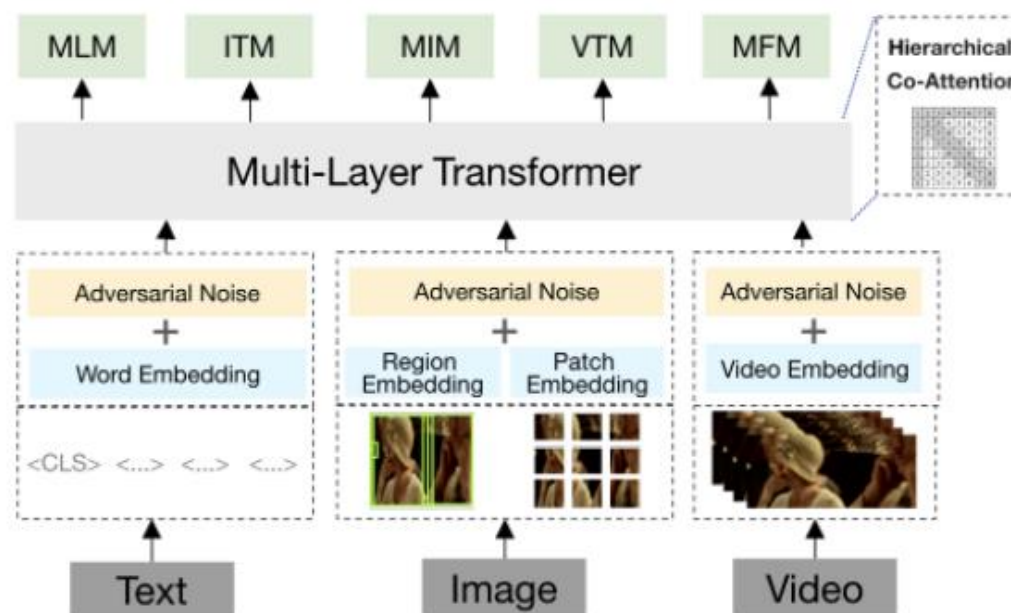 MLM
ITM
MIM
VTM
MFM
Hierarchical
Co-Attention
Multi-Layer Transformer
Adversarial Noise
Adversarial Noise
Adversarial Noise
+
+
+
Word Embedding
Region
Embedding
Patch
Embedding
Video Embedding
<CLS> <...> <...> <...>
Text
Image
Video